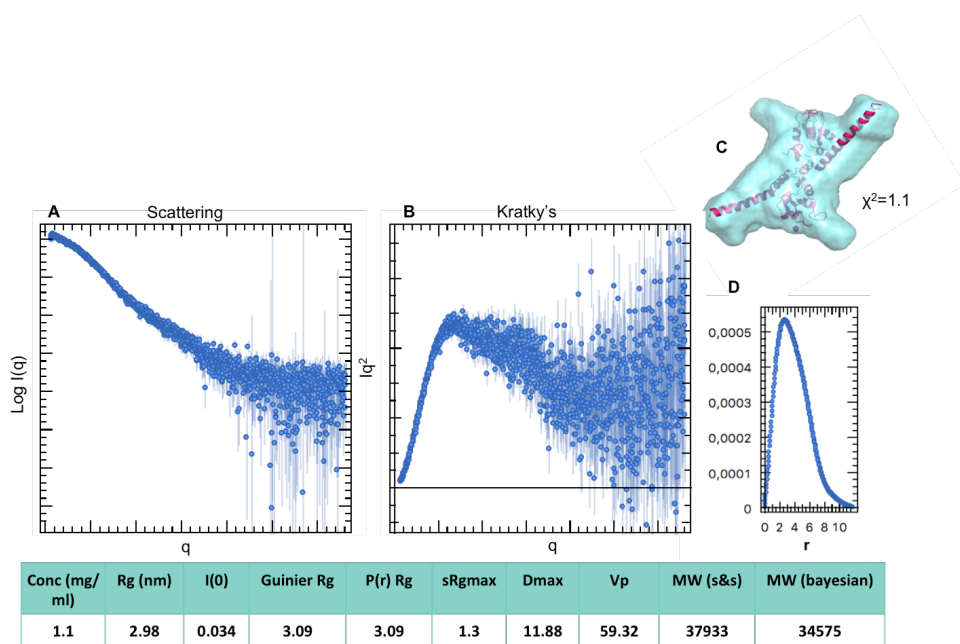 C
χ²=1.1
A
Scattering
B
Kratky's
D
Log I(q)
Iq²
0,0005
0,0004
0,0003
0,0002
0,0001
0
0 2 4 6 8 10
q
q
r
Conc (mg/
ml)
Rg (nm)
I(0)
Guinier Rg
P(r) Rg
sRgmax
Dmax
Vp
MW (s&s)
MW (bayesian)
1.1
2.98
0.034
3.09
3.09
1.3
11.88
59.32
37933
34575